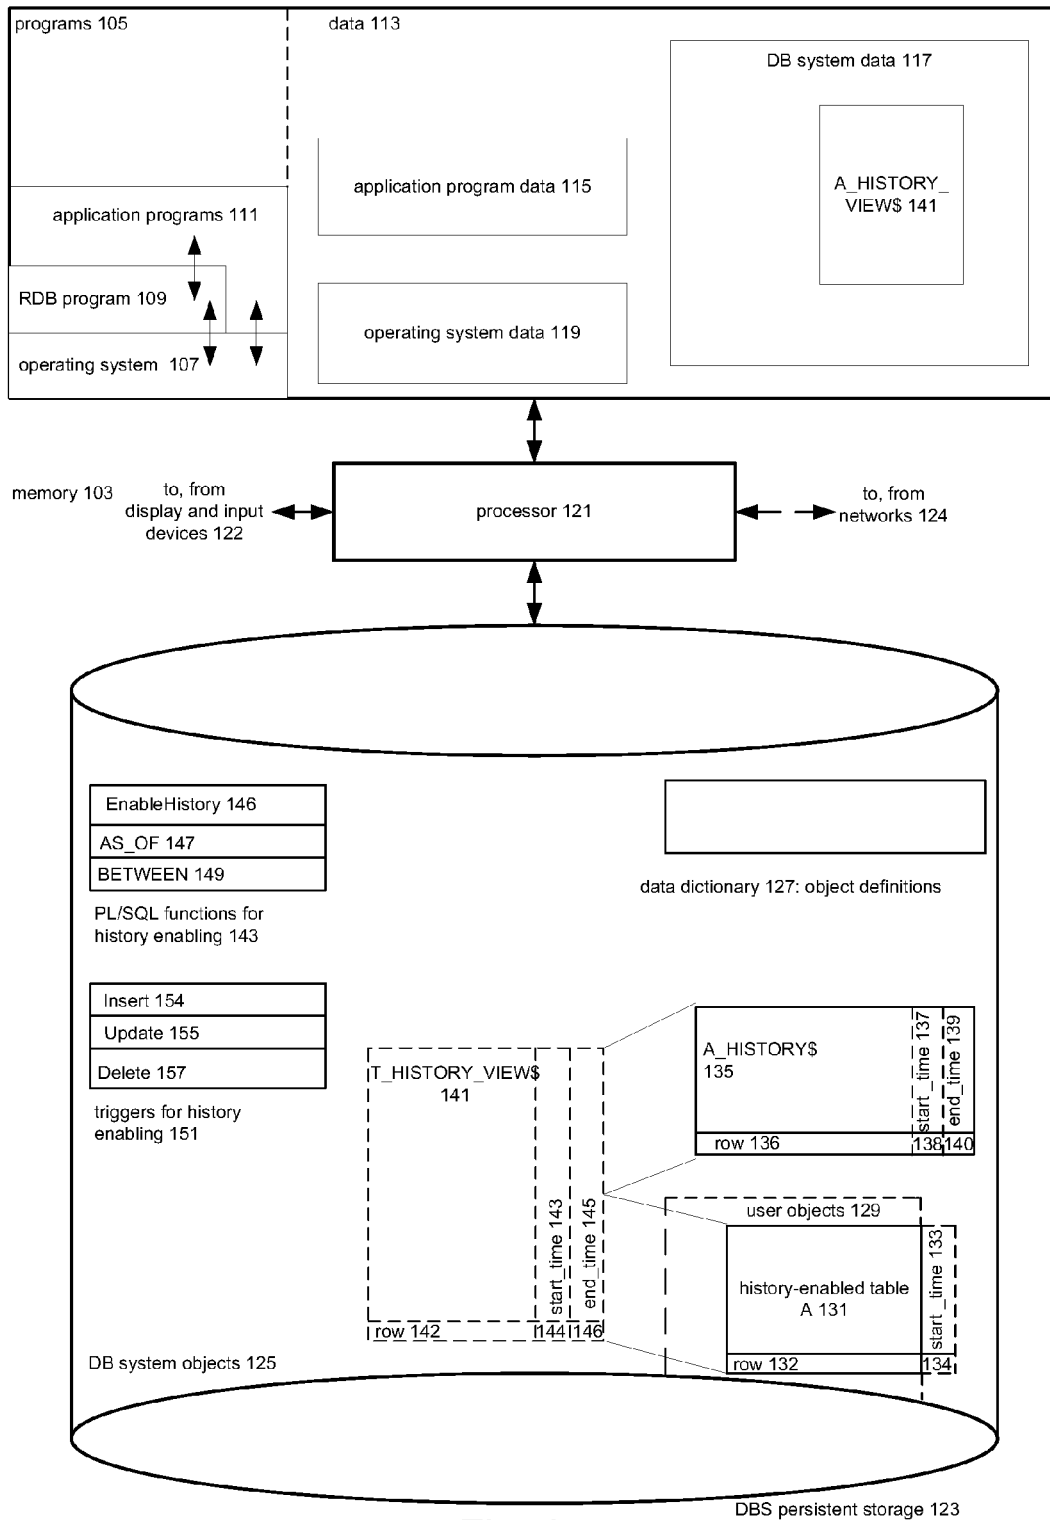 programs 105
data 113
DB system data 117
application program data 115
A_HISTORY_
VIEW$ 141
application programs 111
RDB program 109
operating system data 119
operating system 107
memory 103
to, from
display and input
devices 122
processor 121
to, from
networks 124
EnableHistory 146
AS_OF 147
BETWEEN 149
PL/SQL functions for
history enabling 143
data dictionary 127: object definitions
Insert 154
Update 155
Delete 157
triggers for history
enabling 151
T_HISTORY_VIEW$
141
start_time 143
end_time 145
row 142
144
146
A_HISTORY$
135
start_time 137
end_time 139
row 136
138
140
user objects 129
history-enabled table
A 131
start_time 133
row 132
134
DB system objects 125
DBS persistent storage 123